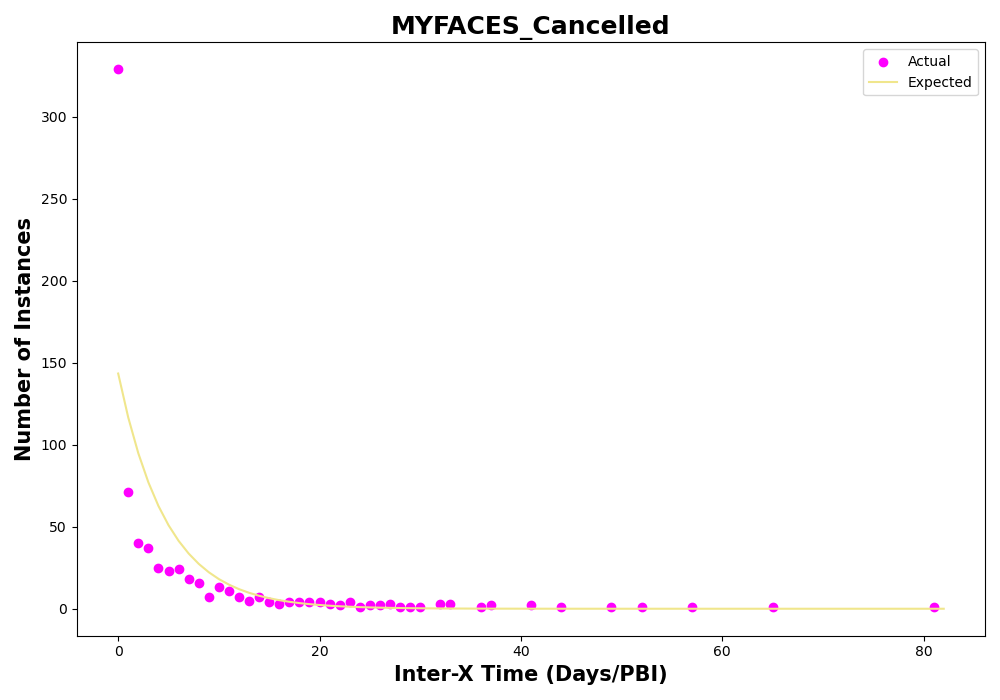 MYFACES_Cancelled
Actual
Expected
Number of Instances
300
250
200
150
100
50
0
0 20 40 60 80
Inter-X Time (Days/PBI)